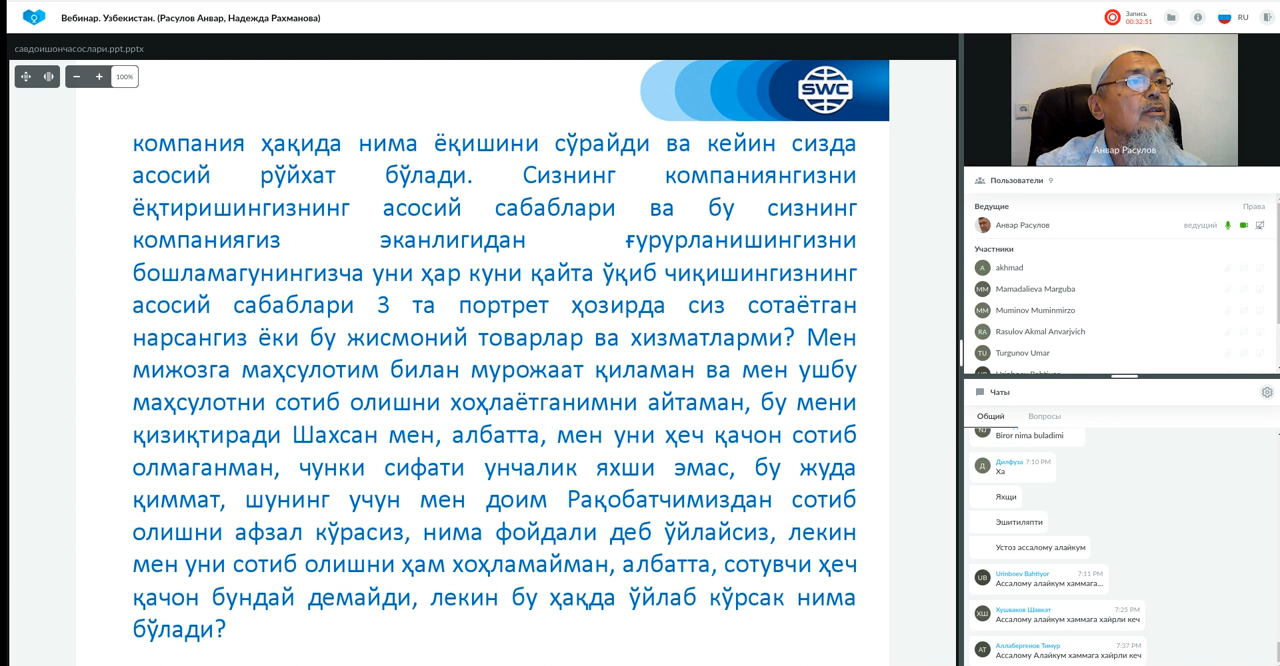 Вебинар. Узбекистан. (Расулов Анвар, Надежда Рахманова)
Запись
00:32:51
RU
савдоишончасослари.ppt.pptx
100%
SWC
компания ҳақида нима ёқишини сўрайди ва кейин сизда
асосий рўйхат бўлади. Сизнинг компаниянгизни
ёқтиришингизнинг асосий сабаблари ва бу сизнинг
компаниягиз эканлигидан ғурурланишингизни
бошламагунингизча уни ҳар куни қайта ўқиб чиқишингизнинг
асосий сабаблари 3 та портрет ҳозирда сиз сотаётган
нарсангиз ёки бу жисмоний товарлар ва хизматларми? Мен
мижозга маҳсулотим билан мурожаат қиламан ва мен ушбу
маҳсулотни сотиб олишни хоҳлаётганимни айтаман, бу мени
қизиқтиради Шахсан мен, албатта, мен уни ҳеч қачон сотиб
олмаганман, чунки сифати унчалик яхши эмас, бу жуда
қиммат, шунинг учун мен доим Рақобатчимиздан сотиб
олишни афзал кўрасиз, нима фойдали деб ўйлайсиз, лекин
мен уни сотиб олишни ҳам хоҳламайман, албатта, сотувчи ҳеч
қачон бундай демайди, лекин бу ҳақда ўйлаб кўрсак нима
бўлади?
Анвар Расулов
Пользователи 9
Ведущие Права
Анвар Расулов ведущий
Участники
A akhmad
MM Mamadalieva Marguba
MM Muminov Muminmirzo
RA Rasulov Akmal Anvarjvich
TU Turgunov Umar
Чаты
Общий Вопросы
Biror nima buladimi
Д Дилфуза 7:10 PM
Ха
Яхши
Эшитиляпти
Устоз ассалому алайкум
UB Urinboev Bahtiyor 7:11 PM
Ассалому алайкум хаммага...
ХШ Хушваков Шавкат 7:25 PM
Ассалому алайкум хаммага хайрли кеч
АТ Аллабергенов Тимур 7:37 PM
Ассалому Алайкум хаммага хайрли кеч